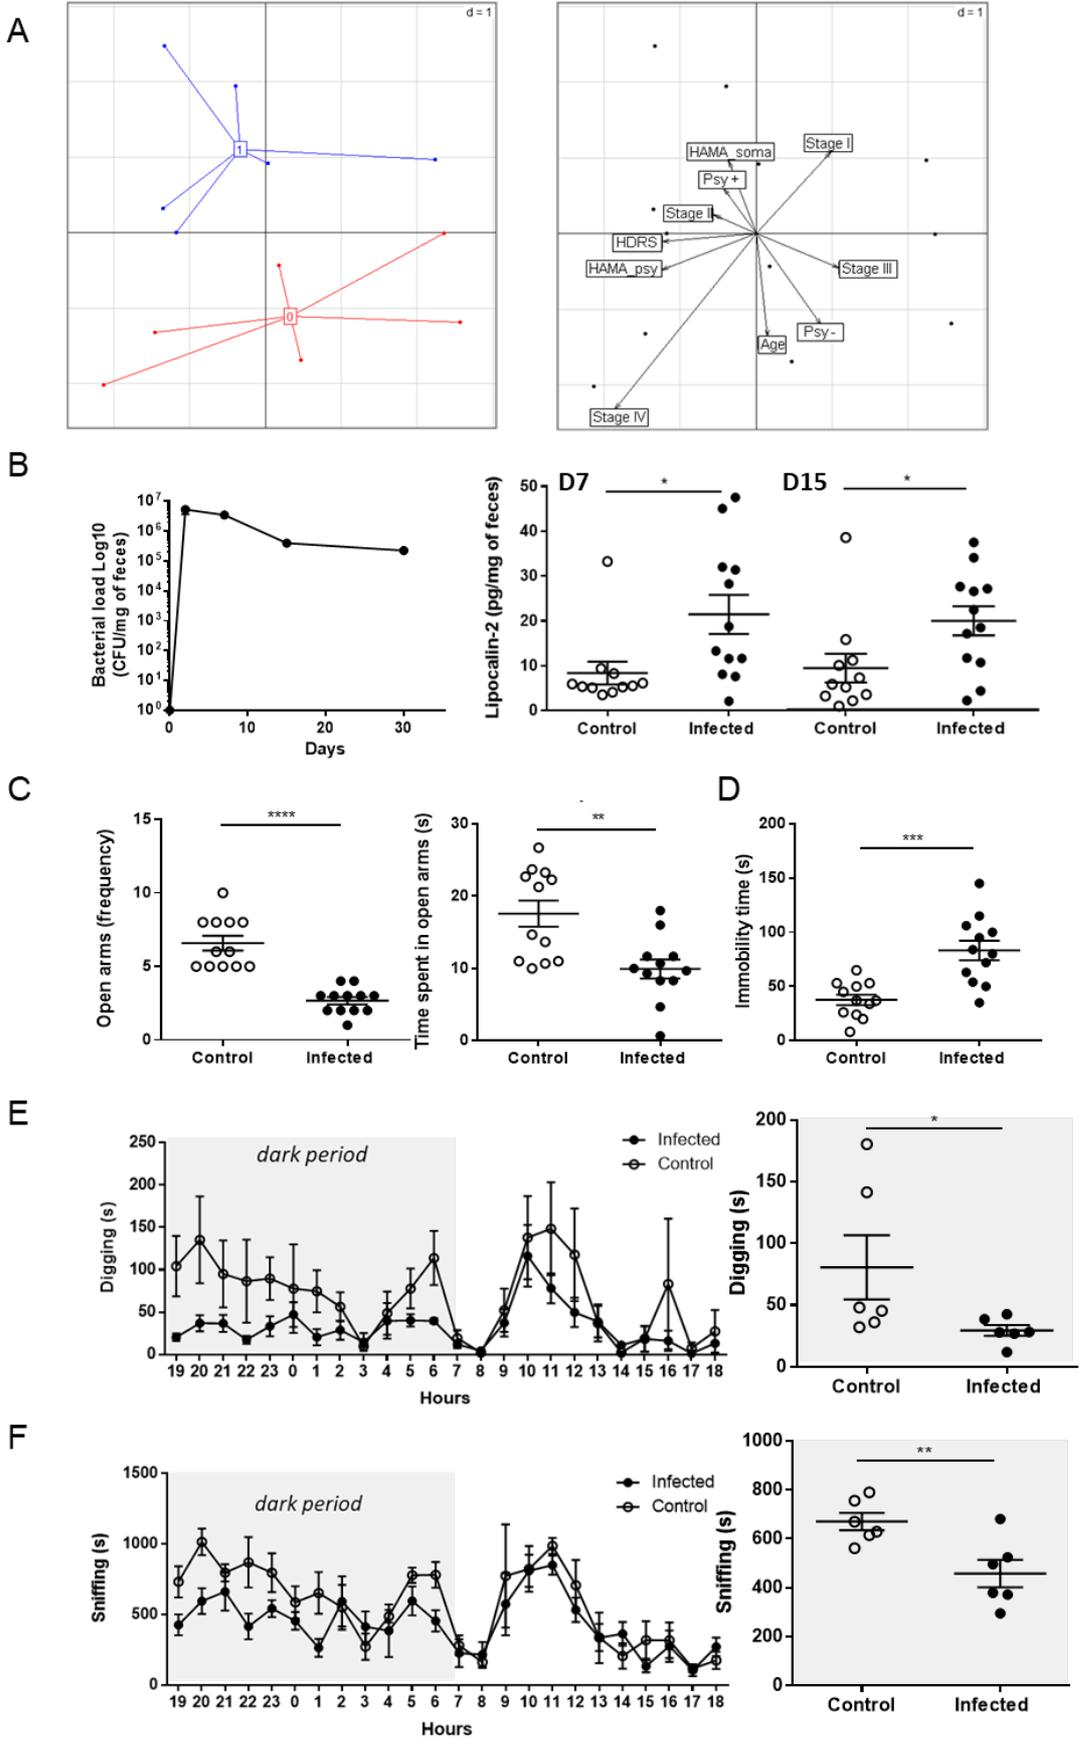 A
d = 1
1
0
d = 1
HAMA_soma
Stage I
Psy +
Stage II
HDRS
HAMA_psy
Stage III
Psy -
Age
Stage IV
B
Bacterial load Log10
(CFU/mg of feces)
10^7
10^6
10^5
10^4
10^3
10^2
10^1
10^0
0
10
20
30
Days
Lipocalin-2 (pg/mg of feces)
50
40
30
20
10
0
D7
*
D15
*
Control
Infected
Control
Infected
C
Open arms (frequency)
15
10
5
0
****
Control
Infected
Time spent in open arms (s)
30
20
10
0
**
Control
Infected
D
Immobility time (s)
200
150
100
50
0
***
Control
Infected
E
Digging (s)
250
200
150
100
50
0
dark period
Infected
Control
19 20 21 22 23 0 1 2 3 4 5 6 7 8 9 10 11 12 13 14 15 16 17 18
Hours
Digging (s)
200
150
100
50
0
*
Control
Infected
F
Sniffing (s)
1500
1000
500
0
dark period
Infected
Control
19 20 21 22 23 0 1 2 3 4 5 6 7 8 9 10 11 12 13 14 15 16 17 18
Hours
Sniffing (s)
1000
800
600
400
200
0
**
Control
Infected